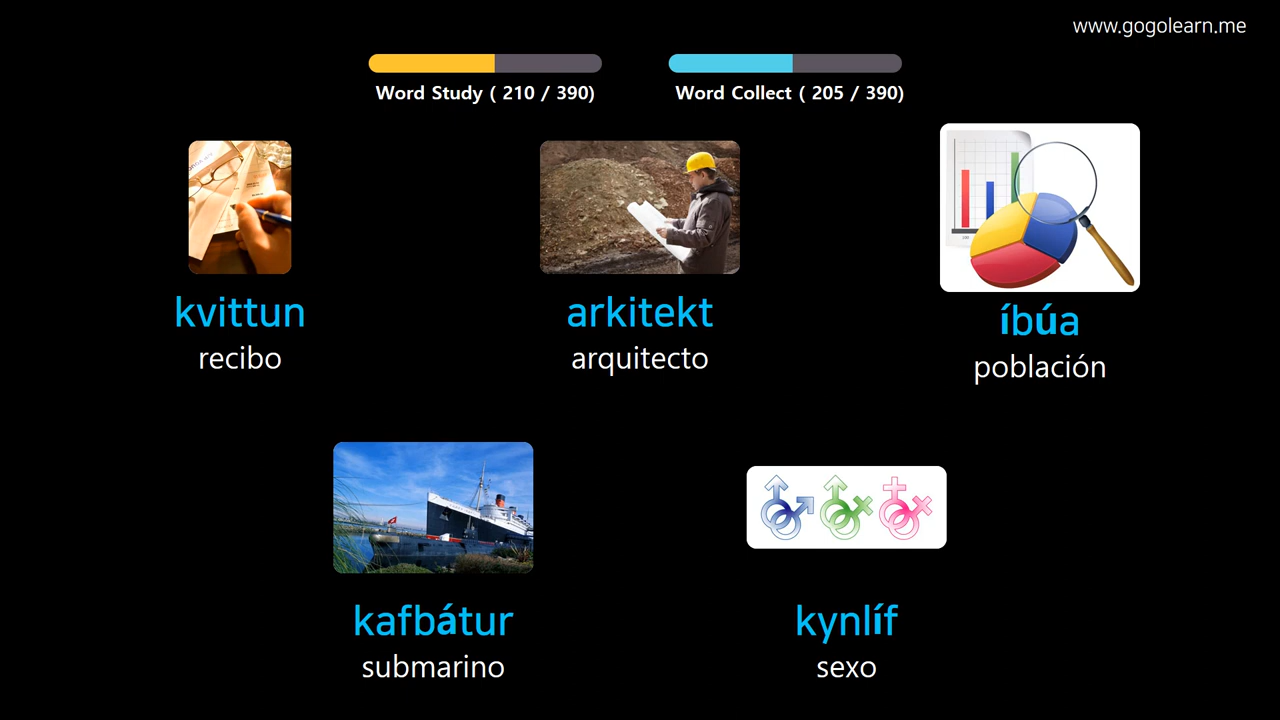 www.gogolearn.me
Word Study ( 210 / 390)
Word Collect ( 205 / 390)
kvittun
recibo
arkitekt
arquitecto
íbúa
población
kafbátur
submarino
kynlíf
sexo